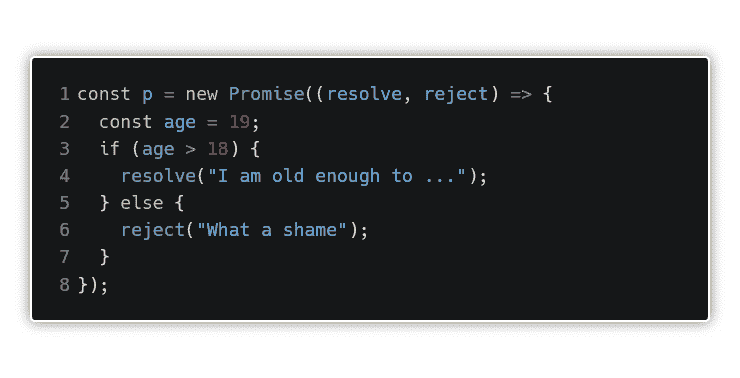 1 const p = new Promise((resolve, reject) => {
2   const age = 19;
3   if (age > 18) {
4     resolve("I am old enough to ...");
5   } else {
6     reject("What a shame");
7   }
8 });